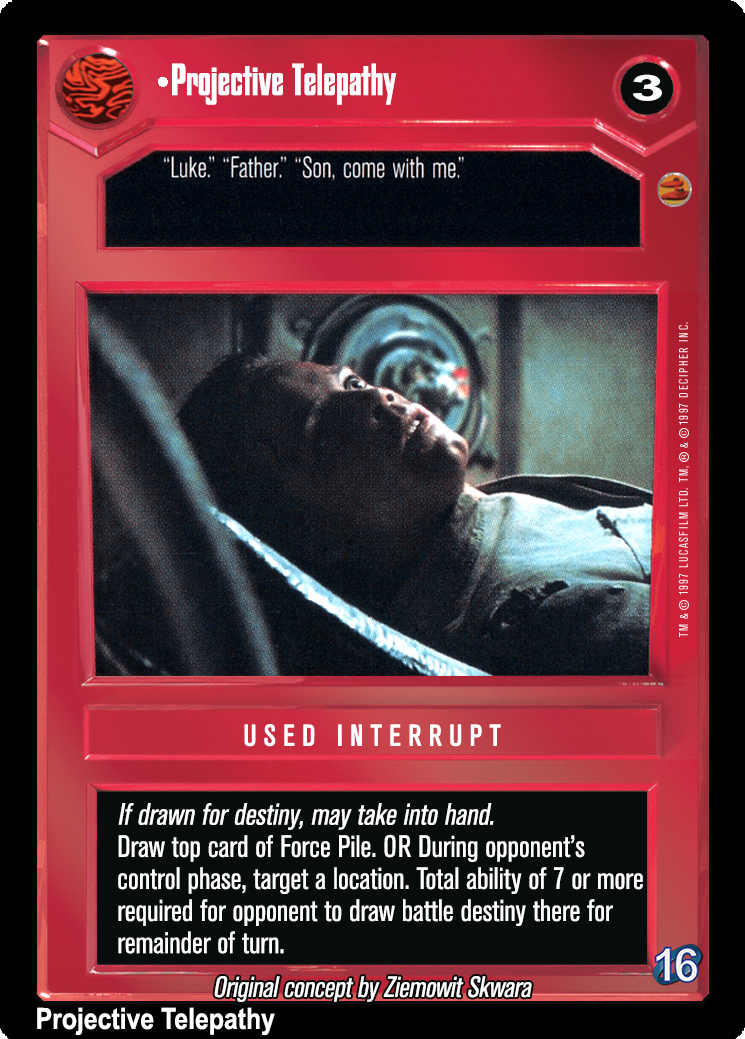 •Projective Telepathy
3
“Luke.” “Father.” “Son, come with me.”
TM & © 1997 LUCASFILM LTD. TM, ® & © 1997 DECIPHER INC.
USED INTERRUPT
If drawn for destiny, may take into hand.
Draw top card of Force Pile. OR During opponent’s
control phase, target a location. Total ability of 7 or more
required for opponent to draw battle destiny there for
remainder of turn.
16
Original concept by Ziemowit Skwara
Projective Telepathy